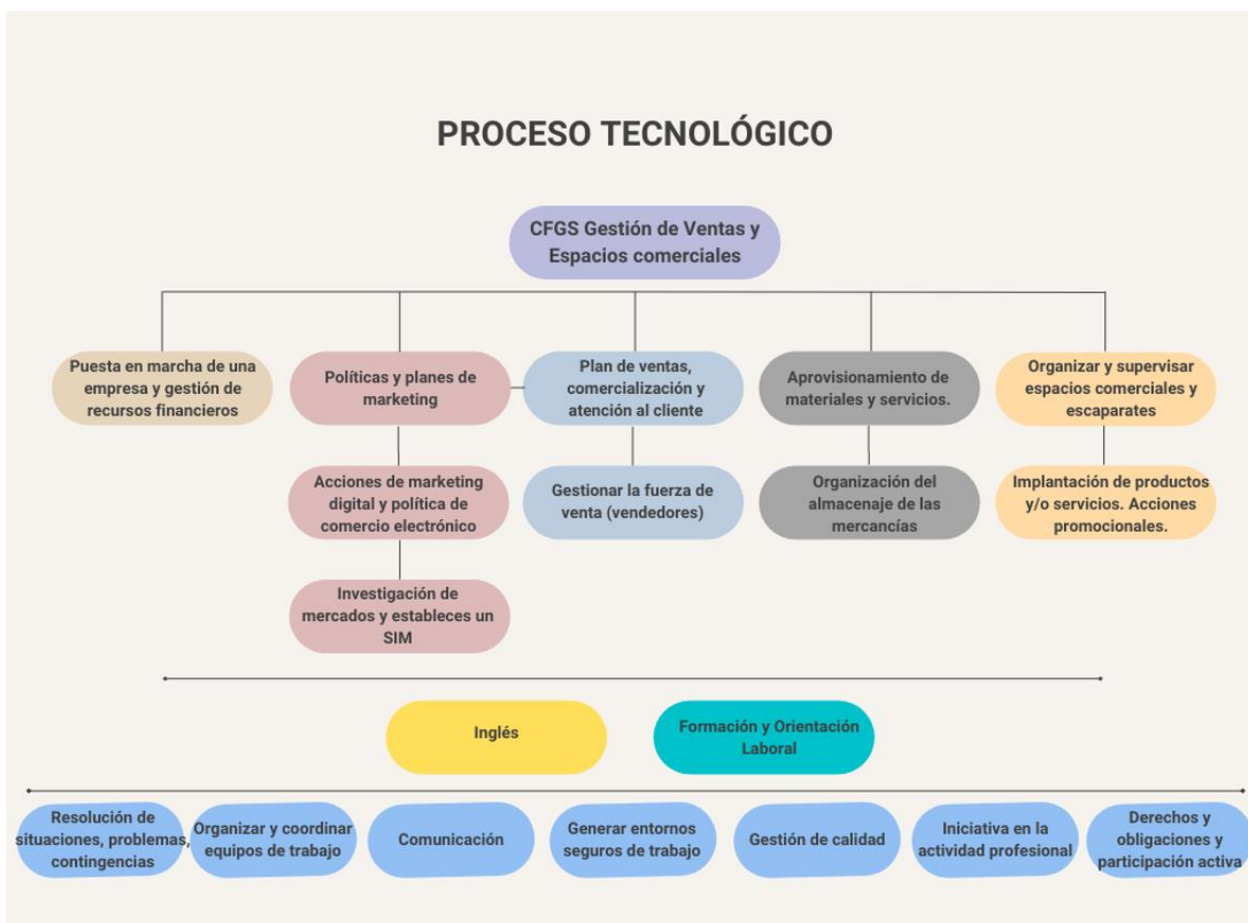 PROCESO TECNOLÓGICO
CFGS Gestión de Ventas y
Espacios comerciales
Puesta en marcha de una
empresa y gestión de
recursos financieros
Políticas y planes de
marketing
Plan de ventas,
comercialización y
atención al cliente
Aprovisionamiento de
materiales y servicios.
Organizar y supervisar
espacios comerciales y
escaparates
Acciones de marketing
digital y política de
comercio electrónico
Gestionar la fuerza de
venta (vendedores)
Organización del
almacenaje de las
mercancías
Implantación de productos
y/o servicios. Acciones
promocionales.
Investigación de
mercados y estableces un
SIM
Inglés
Formación y Orientación
Laboral
Resolución de
situaciones, problemas,
contingencias
Organizar y coordinar
equipos de trabajo
Comunicación
Generar entornos
seguros de trabajo
Gestión de calidad
Iniciativa en la
actividad profesional
Derechos y
obligaciones y
participación activa